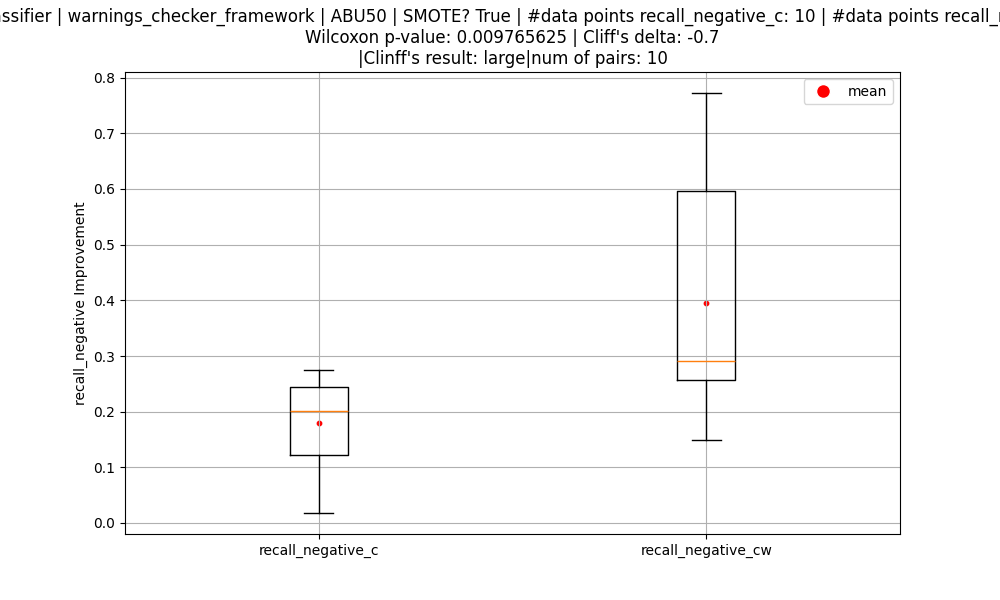 ssifier | warnings_checker_framework | ABU50 | SMOTE? True | #data points recall_negative_c: 10 | #data points
Wilcoxon p-value: 0.009765625 | Cliff's delta: -0.7
|Clinff's result: large|num of pairs: 10
mean
0.8
0.7
0.6
0.5
0.4
0.3
0.2
0.1
0.0
recall_negative Improvement
recall_negative_c
recall_negative_cw